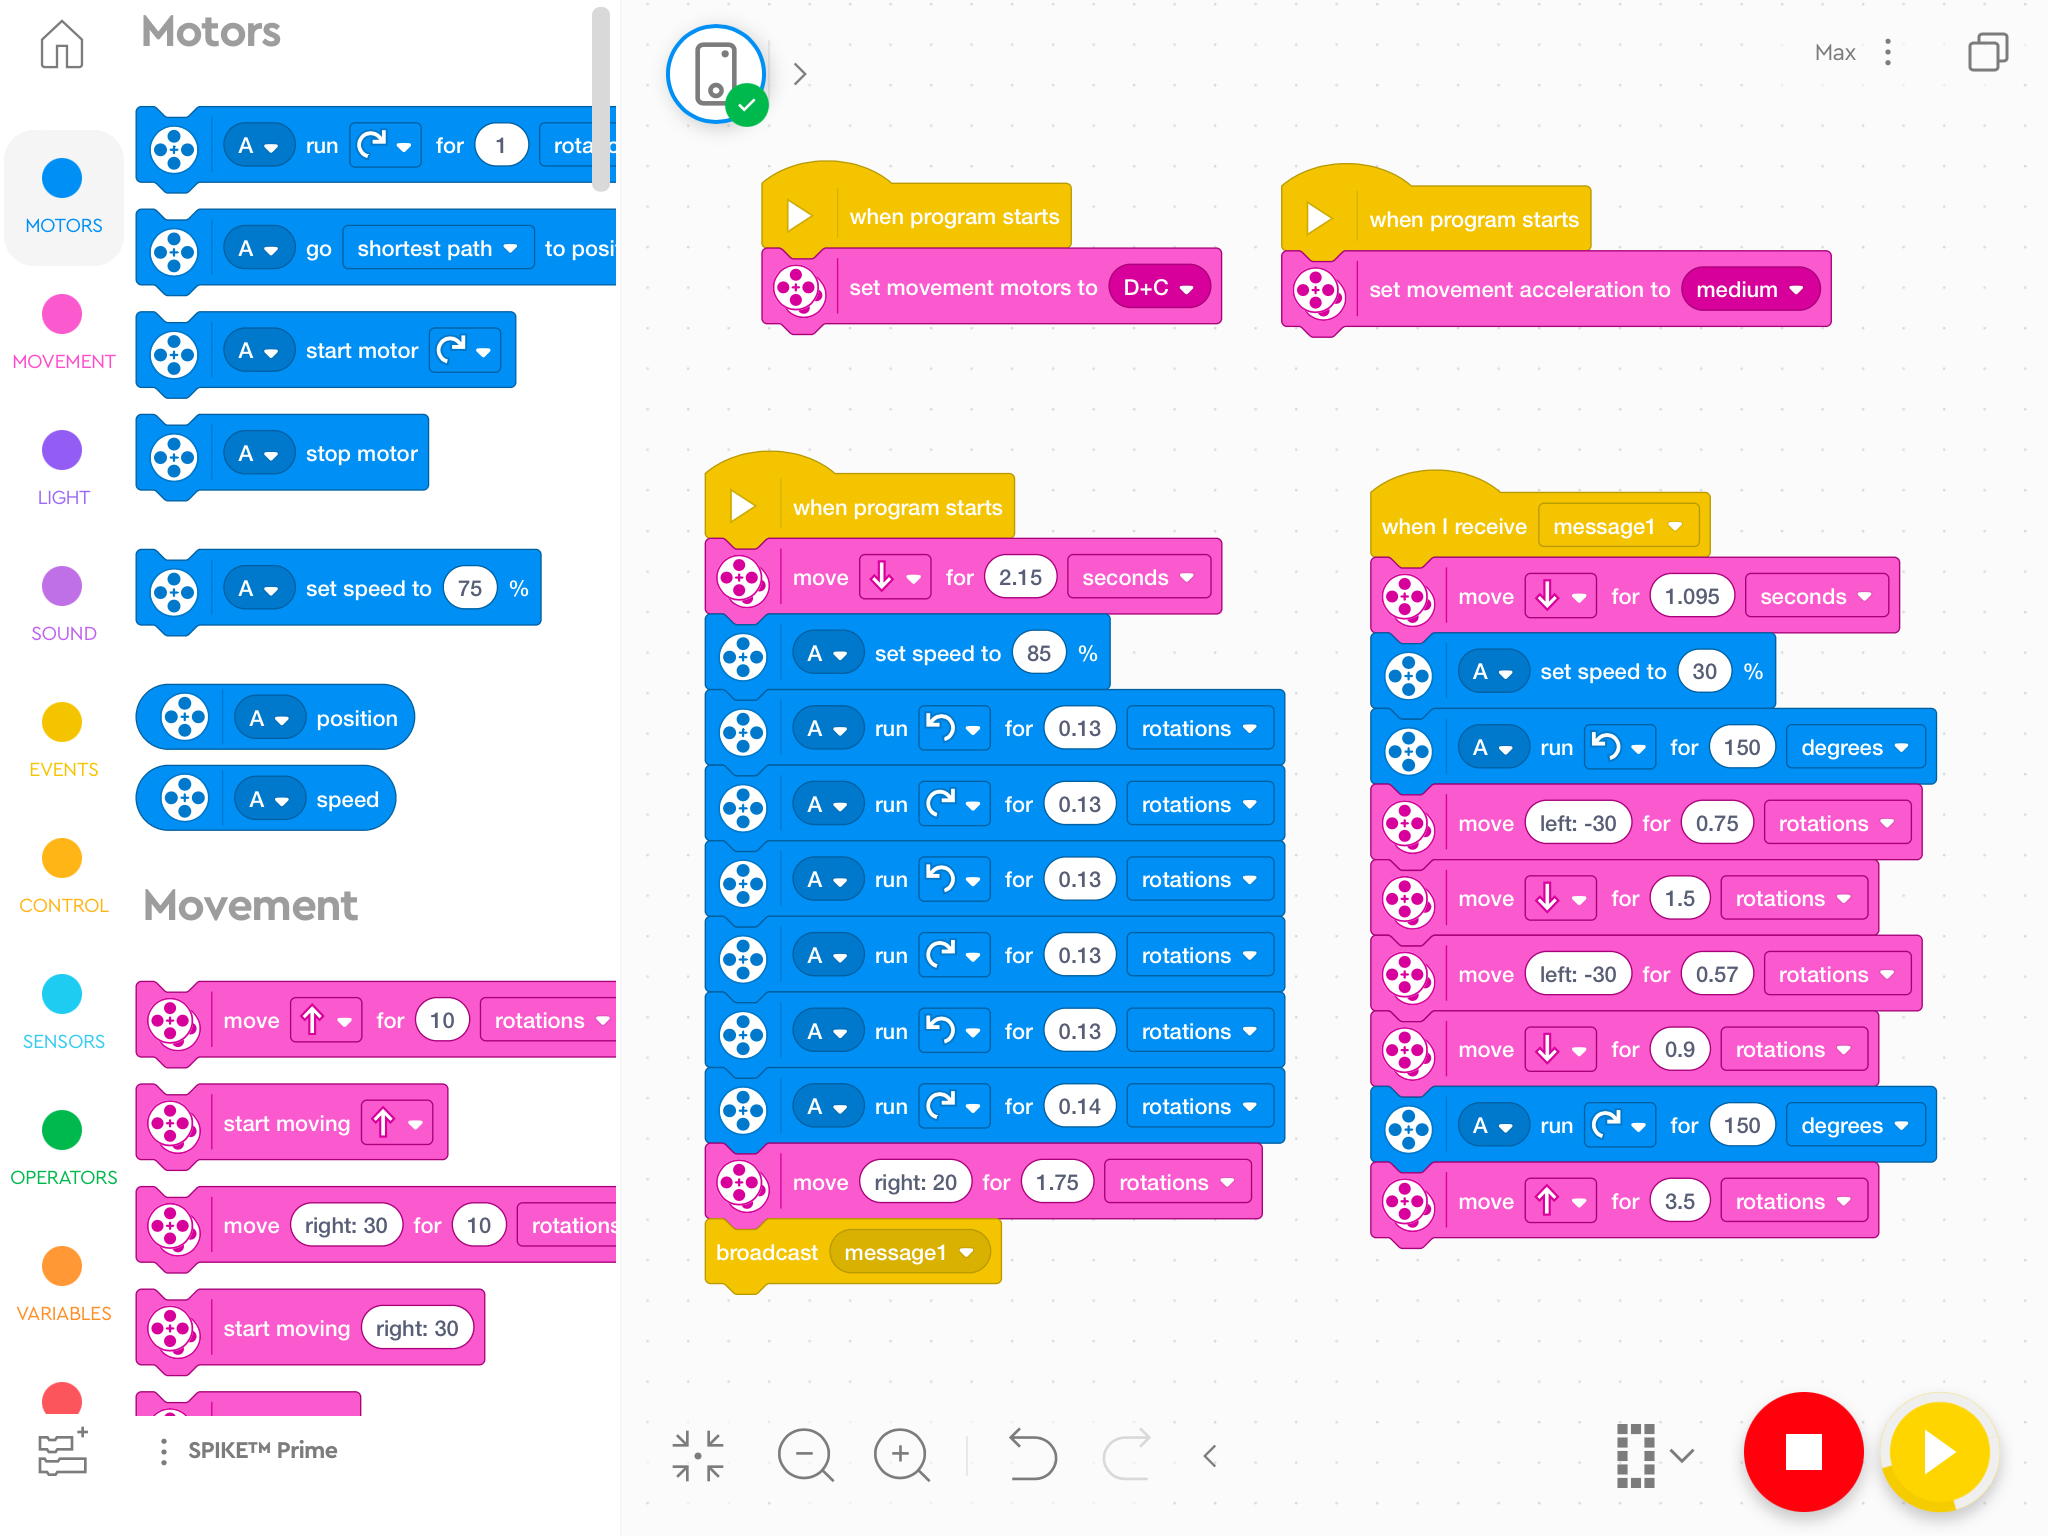 Motors
MOTORS
MOVEMENT
LIGHT
SOUND
EVENTS
CONTROL
SENSORS
OPERATORS
VARIABLES
A run for 1
A go shortest path
A start motor
A stop motor
A set speed to 75 %
A position
A speed
Movement
move for 10 rotations
start moving
move right: 30 for 10 rotations
start moving right: 30
SPIKE™ Prime
Max
when program starts
set movement motors to D+C
when program starts
set movement acceleration to medium
when program starts
move for 2.15 seconds
A set speed to 85 %
A run for 0.13 rotations
A run for 0.13 rotations
A run for 0.13 rotations
A run for 0.13 rotations
A run for 0.13 rotations
A run for 0.14 rotations
move right: 20 for 1.75 rotations
broadcast message1
when I receive message1
move for 1.095 seconds
A set speed to 30 %
A run for 150 degrees
move left: -30 for 0.75 rotations
move for 1.5 rotations
move left: -30 for 0.57 rotations
move for 0.9 rotations
A run for 150 degrees
move for 3.5 rotations